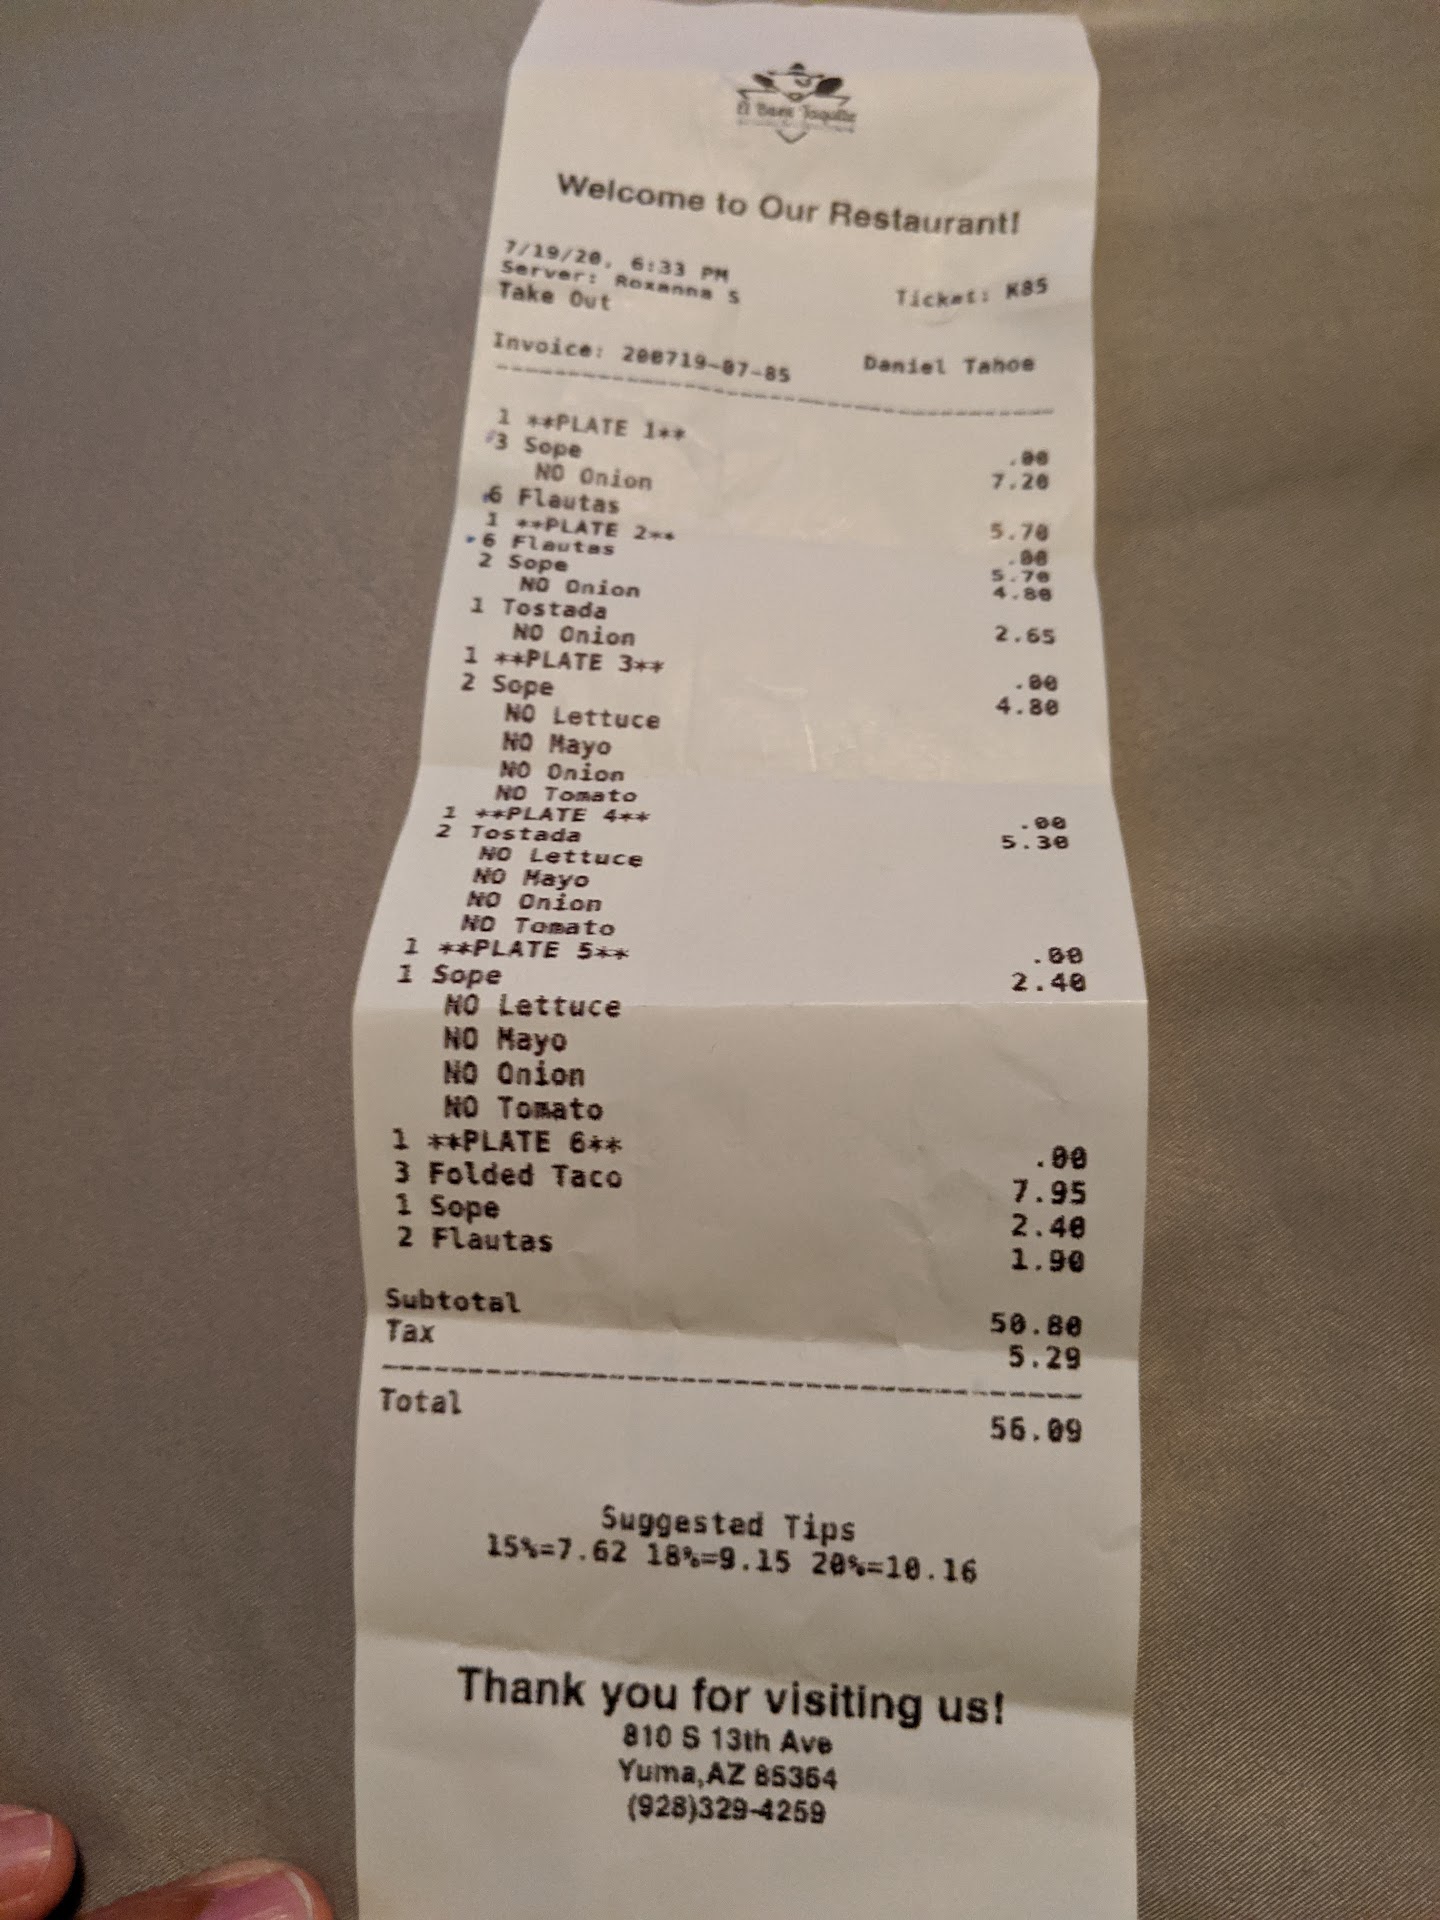 El Buen Taquito
Welcome to Our Restaurant!
7/19/20, 6:33 PM
Server: Roxanna S Ticket: K85
Take Out
Invoice: 200719-07-85 Daniel Tahoe
1 **PLATE 1** .00
3 Sope 7.20
NO Onion
6 Flautas 5.70
1 **PLATE 2** .00
6 Flautas 5.70
2 Sope 4.80
NO Onion
1 Tostada 2.65
NO Onion
1 **PLATE 3** .00
2 Sope 4.80
NO Lettuce
NO Mayo
NO Onion
NO Tomato
1 **PLATE 4** .00
2 Tostada 5.30
NO Lettuce
NO Mayo
NO Onion
NO Tomato
1 **PLATE 5** .00
1 Sope 2.40
NO Lettuce
NO Mayo
NO Onion
NO Tomato
1 **PLATE 6** .00
3 Folded Taco 7.95
1 Sope 2.40
2 Flautas 1.90
Subtotal 50.80
Tax 5.29
Total 56.09
Suggested Tips
15%=7.62 18%=9.15 20%=10.16
Thank you for visiting us!
810 S 13th Ave
Yuma,AZ 85364
(928)329-4259